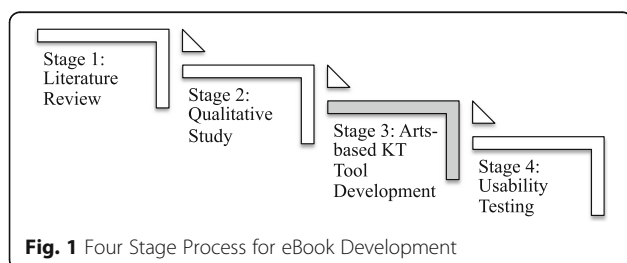 Stage 1:
Literature
Review
Stage 2:
Qualitative
Study
Stage 3: Arts-
based KT
Tool
Development
Stage 4:
Usability
Testing
Fig. 1 Four Stage Process for eBook Development